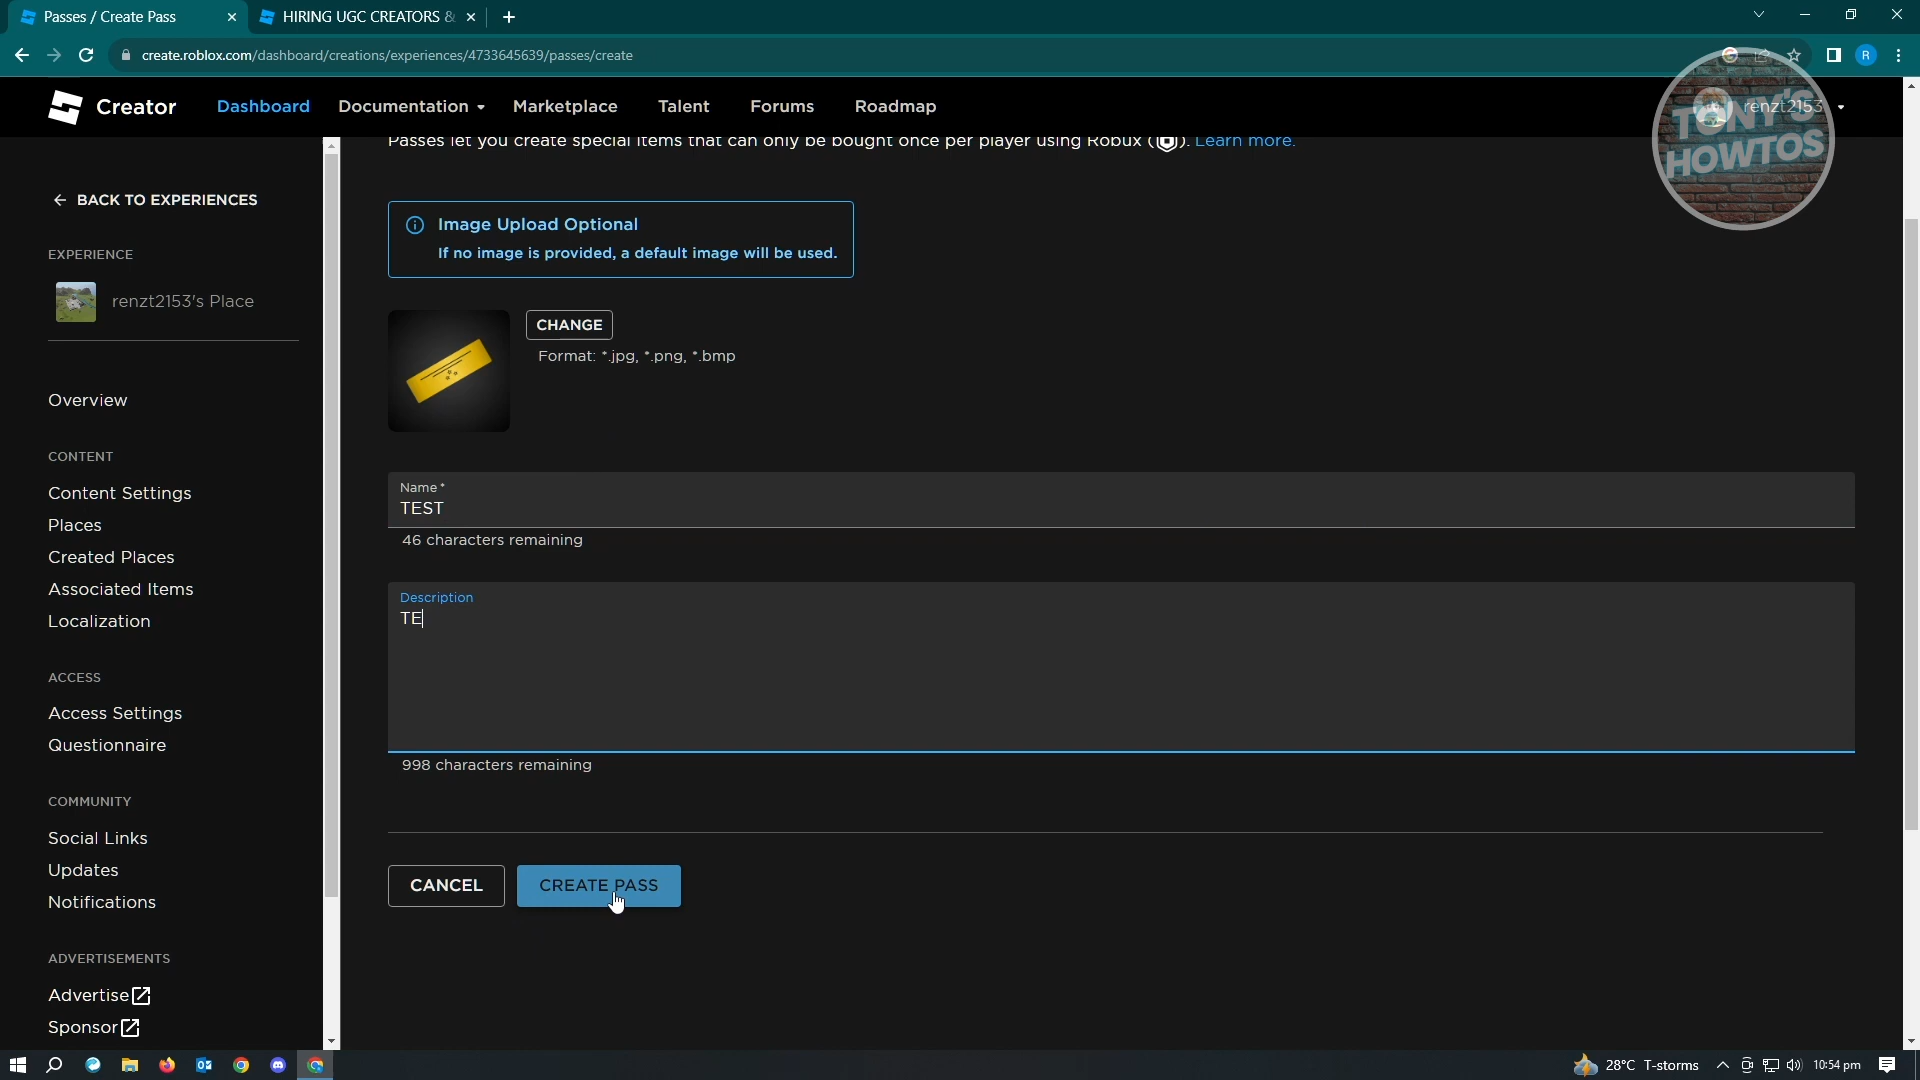 Passes / Create Pass
HIRING UGC CREATORS &
create.roblox.com/dashboard/creations/experiences/4733645639/passes/create
R
Creator
Dashboard
Documentation
Marketplace
Talent
Forums
Roadmap
renzt2153
TONY'S
HOWTOS
Passes let you create special items that can only be bought once per player using Robux ( ). Learn more.
BACK TO EXPERIENCES
EXPERIENCE
renzt2153's Place
Overview
CONTENT
Content Settings
Places
Created Places
Associated Items
Localization
ACCESS
Access Settings
Questionnaire
COMMUNITY
Social Links
Updates
Notifications
ADVERTISEMENTS
Advertise
Sponsor
Image Upload Optional
If no image is provided, a default image will be used.
CHANGE
Format: *.jpg, *.png, *.bmp
Name *
TEST
46 characters remaining
Description
TE
998 characters remaining
CANCEL
CREATE PASS
28°C T-storms
10:54 pm